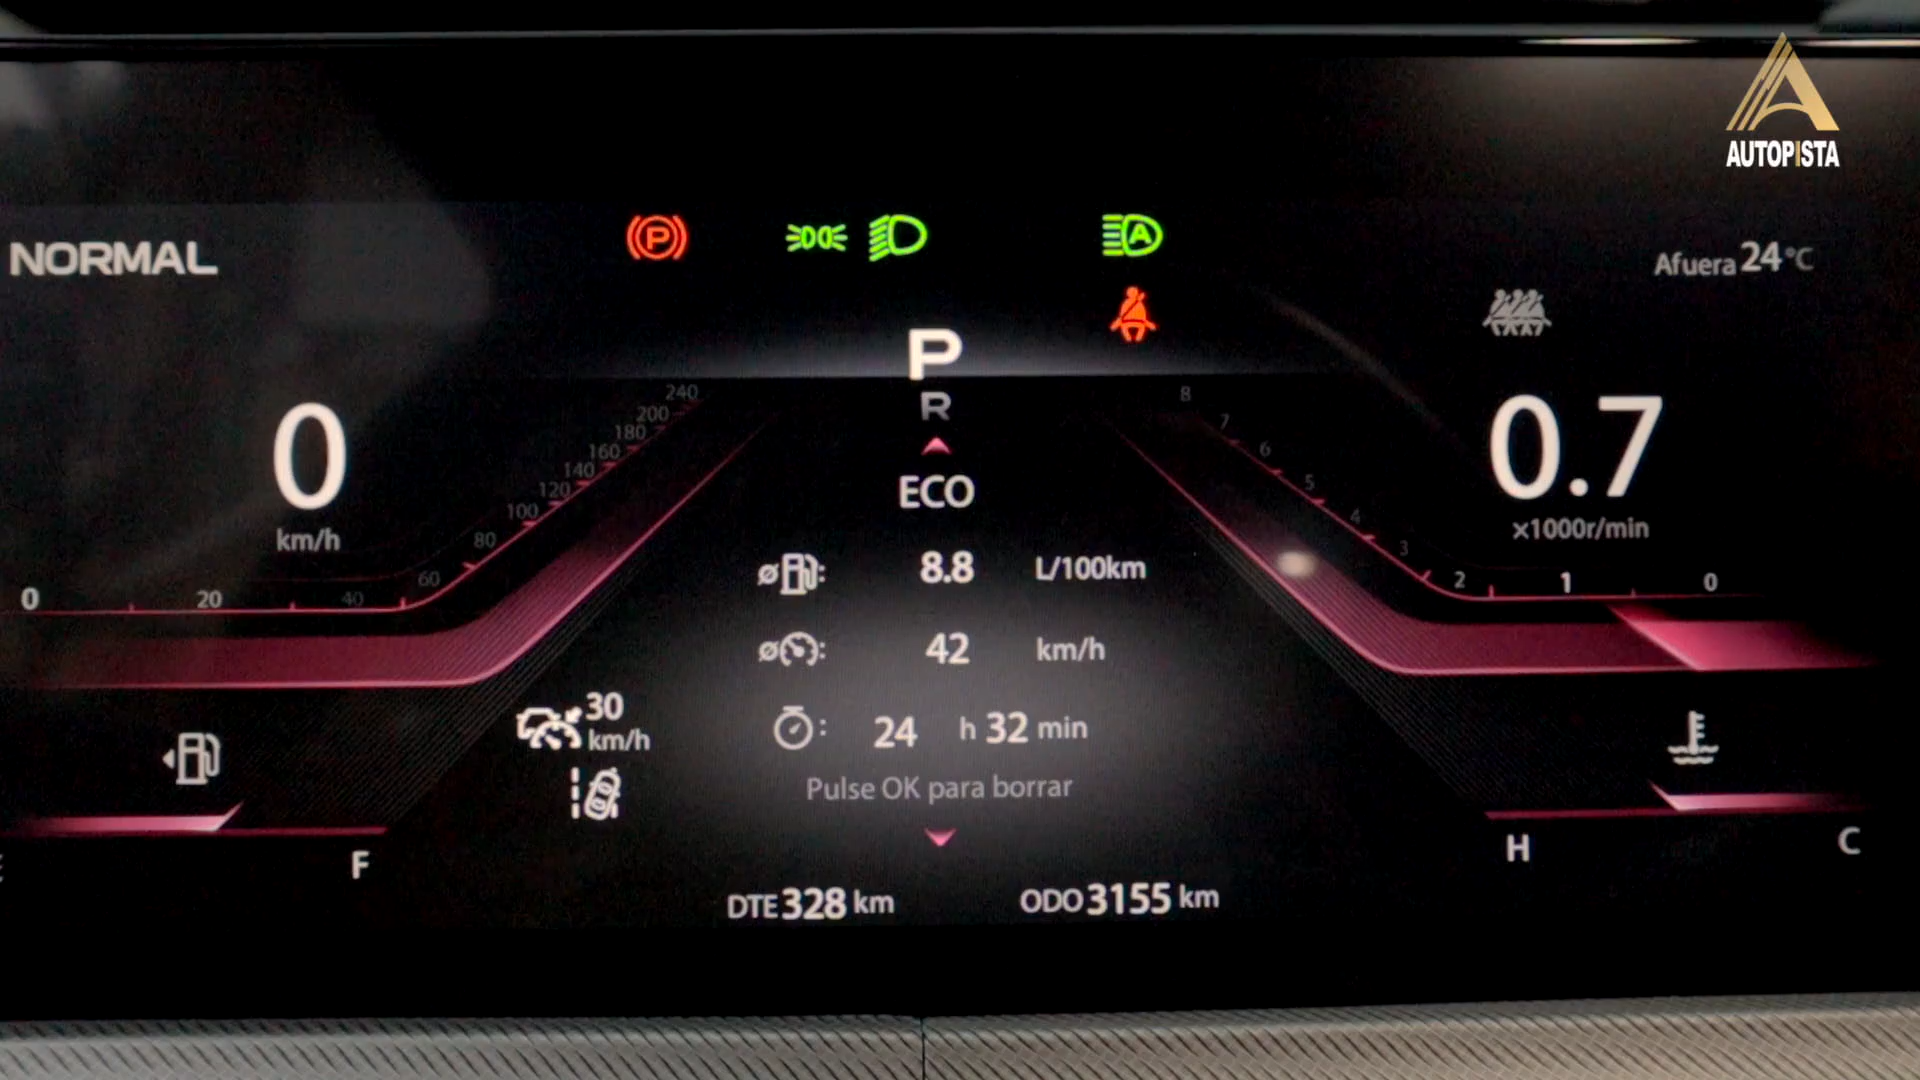 AUTOPISTA
NORMAL
Afuera 24 °C
P
R
ECO
0
km/h
0 20 40 60 80 100 120 140 160 180 200 240
0.7
x1000r/min
8 7 6 5 4 3 2 1 0
8.8 L/100km
42 km/h
24 h 32 min
Pulse OK para borrar
30
km/h
F
H C
DTE 328 km ODO 3155 km
P
A